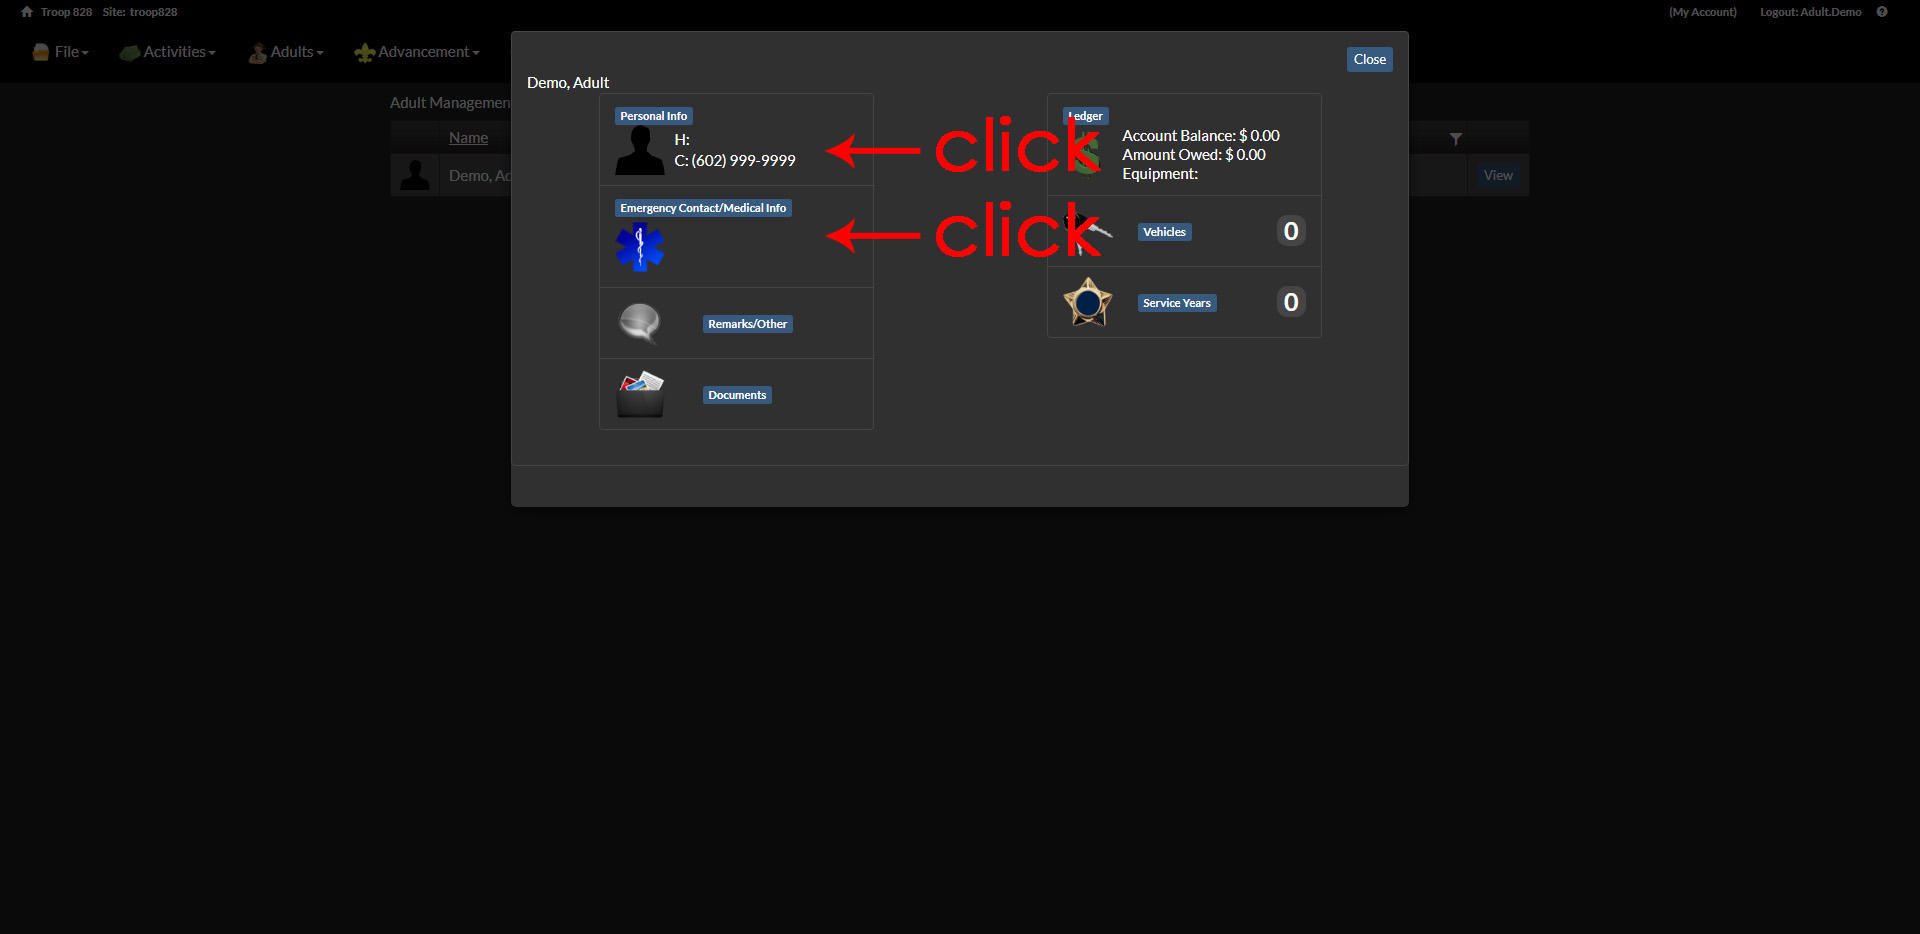 Troop 828 Site: troop828 (My Account) Logout: Adult.Demo
File Activities Adults Advancement
Close
Demo, Adult
Adult Managemen
Name
Demo, Ad
View
Personal Info
H:
C: (602) 999-9999
click
Emergency Contact/Medical Info
click
Remarks/Other
Documents
Ledger
Account Balance: $ 0.00
Amount Owed: $ 0.00
Equipment:
Vehicles 0
Service Years 0